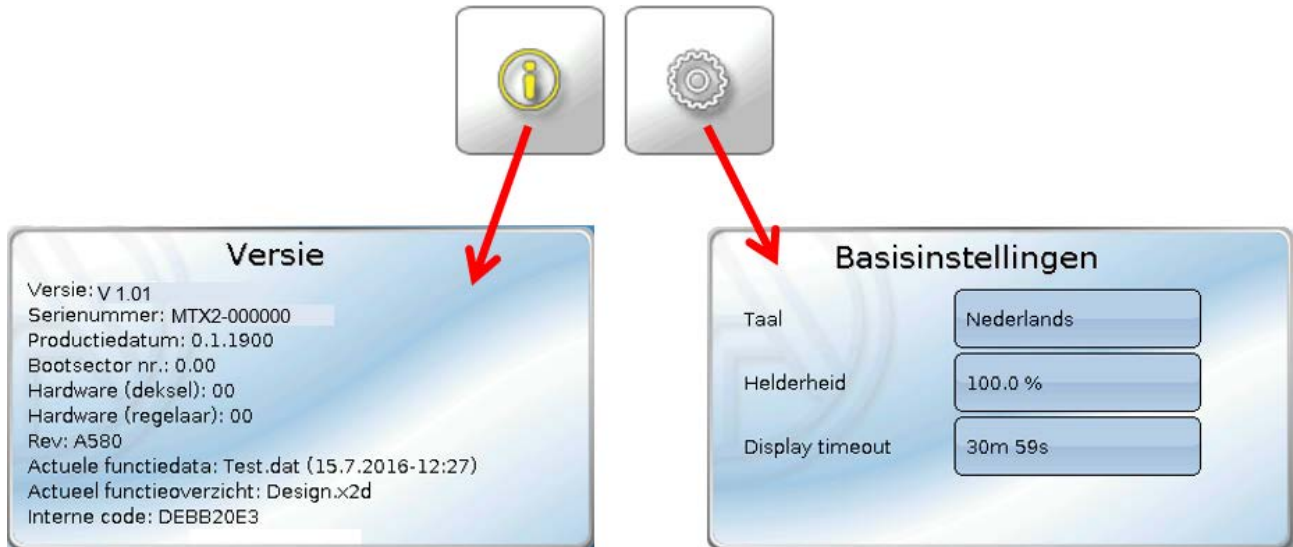 Versie
Versie: V 1.01
Serienummer: MTX2-000000
Productiedatum: 0.1.1900
Bootsector nr.: 0.00
Hardware (deksel): 00
Hardware (regelaar): 00
Rev: A580
Actuele functiedata: Test.dat (15.7.2016-12:27)
Actueel functieoverzicht: Design.x2d
Interne code: DEBB20E3
Basisinstellingen
Taal Nederlands
Helderheid 100.0 %
Display timeout 30m 59s